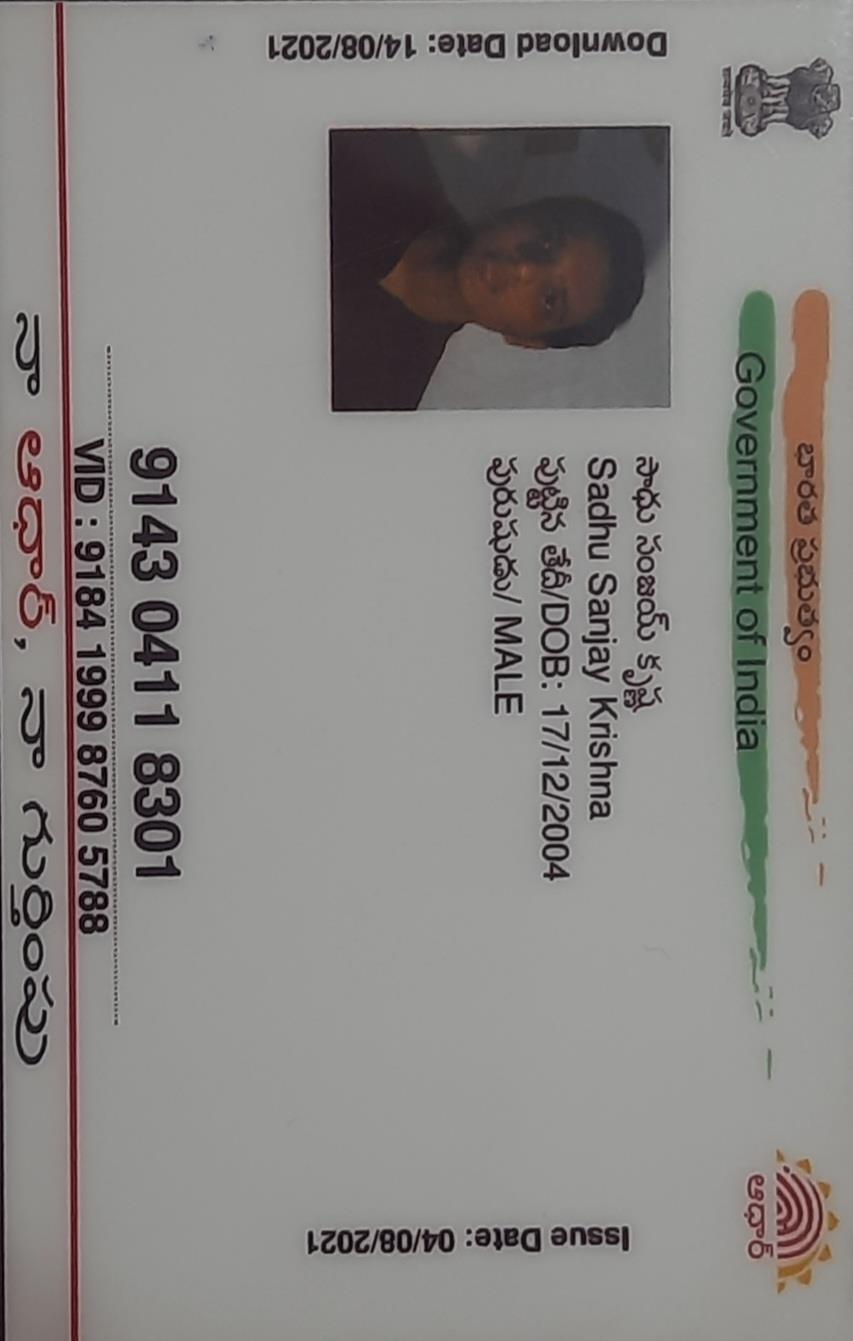 భారత ప్రభుత్వం
Government of India
ఆధార్
सत्यमेव जयते
Download Date: 14/08/2021
సాధు సంజయ్ కృష్ణ
Sadhu Sanjay Krishna
పుట్టిన తేదీ/DOB: 17/12/2004
పురుషుడు/ MALE
Issue Date: 04/08/2021
9143 0411 8301
VID : 9184 1999 8760 5788
నా ఆధార్, నా గుర్తింపు